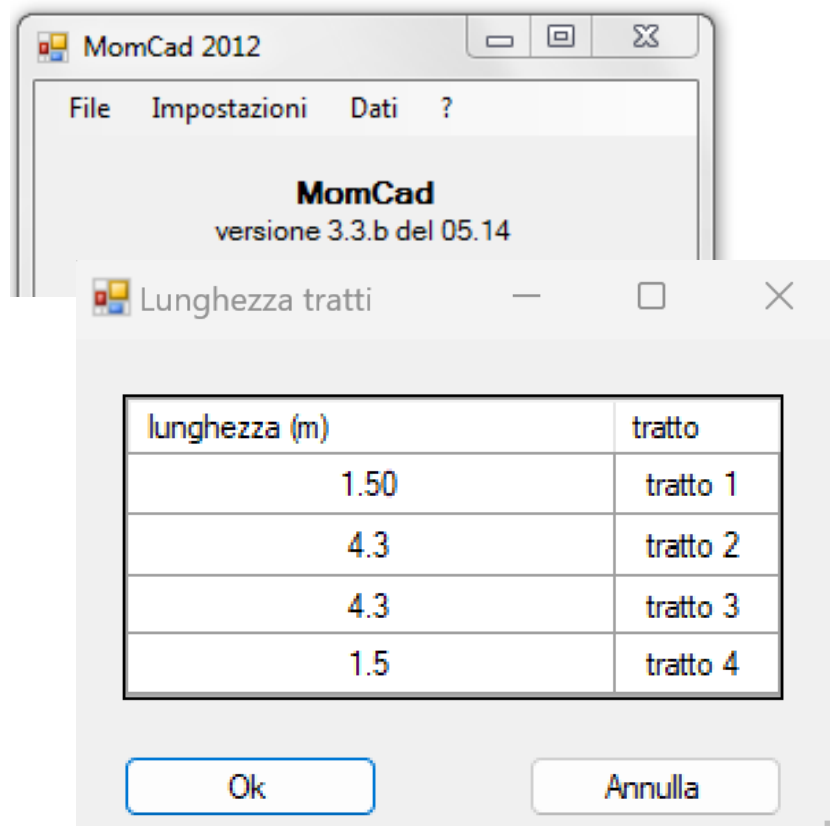 MomCad 2012
File Impostazioni Dati ?
MomCad
versione 3.3.b del 05.14
Lunghezza tratti
lunghezza (m) tratto
1.50 tratto 1
4.3 tratto 2
4.3 tratto 3
1.5 tratto 4
Ok Annulla